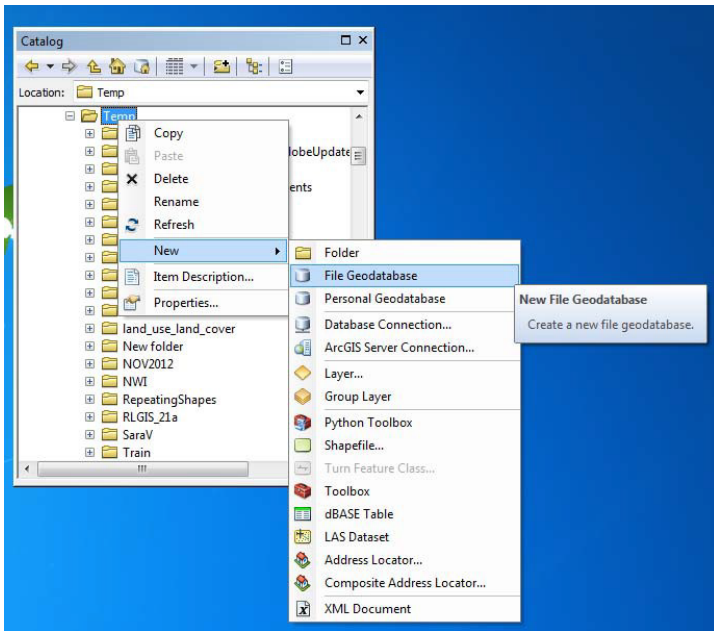 Catalog
Location: Temp
Temp
Copy
Paste
Delete
Rename
Refresh
New
Item Description...
Properties...
lobeUpdate
ents
land_use_land_cover
New folder
NOV2012
NWI
RepeatingShapes
RLGIS_21a
SaraV
Train
Folder
File Geodatabase
Personal Geodatabase
Database Connection...
ArcGIS Server Connection...
Layer...
Group Layer
Python Toolbox
Shapefile...
Turn Feature Class...
Toolbox
dBASE Table
LAS Dataset
Address Locator...
Composite Address Locator...
XML Document
New File Geodatabase
Create a new file geodatabase.